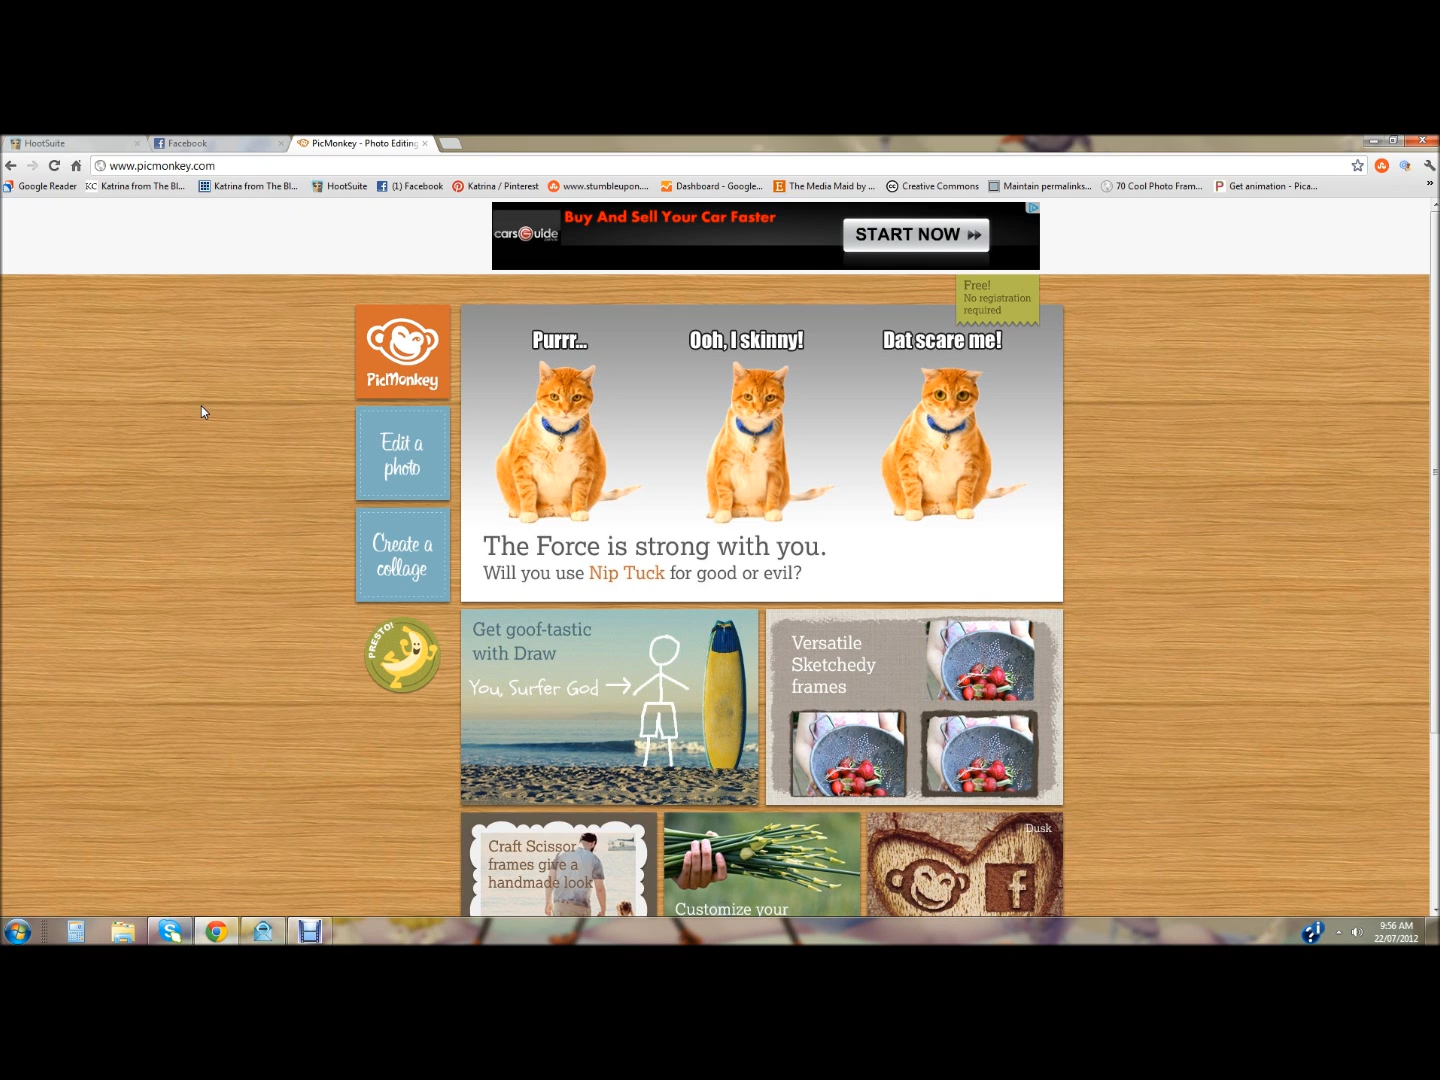 HootSuite
Facebook
PicMonkey - Photo Editing
www.picmonkey.com
Google Reader
KC Katrina from The Bl...
Katrina from The Bl...
HootSuite
(1) Facebook
Katrina / Pinterest
www.stumbleupon....
Dashboard - Google...
The Media Maid by ...
Creative Commons
Maintain permalinks...
70 Cool Photo Fram...
Get animation - Pica...
carsGuide
Buy And Sell Your Car Faster
START NOW
Free!
No registration
required
PicMonkey
Purrr...
Ooh, I skinny!
Dat scare me!
Edit a
photo
Create a
collage
The Force is strong with you.
Will you use Nip Tuck for good or evil?
PRESTO!
Get goof-tastic
with Draw
You, Surfer God
Versatile
Sketchedy
frames
Craft Scissor
frames give a
handmade look
Customize your
Dusk
f
9:56 AM
22/07/2012